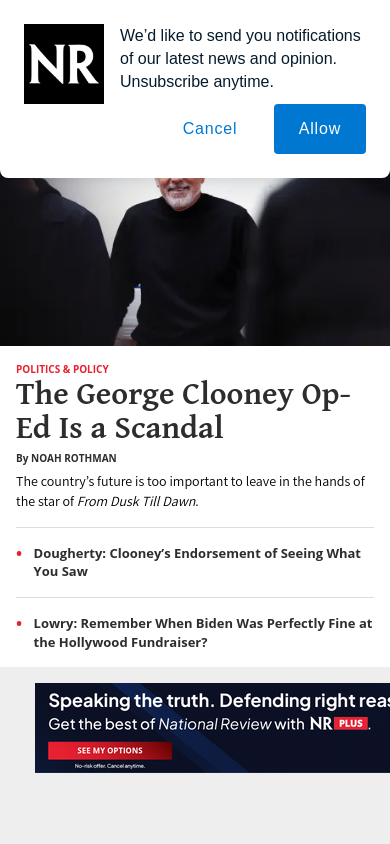 NR
We’d like to send you notifications
of our latest news and opinion.
Unsubscribe anytime.
Cancel
Allow
POLITICS & POLICY
The George Clooney Op-
Ed Is a Scandal
By NOAH ROTHMAN
The country’s future is too important to leave in the hands of
the star of From Dusk Till Dawn.
• Dougherty: Clooney’s Endorsement of Seeing What
You Saw
• Lowry: Remember When Biden Was Perfectly Fine at
the Hollywood Fundraiser?
Speaking the truth. Defending right reas
Get the best of National Review with NR PLUS.
SEE MY OPTIONS
No-risk offer. Cancel anytime.